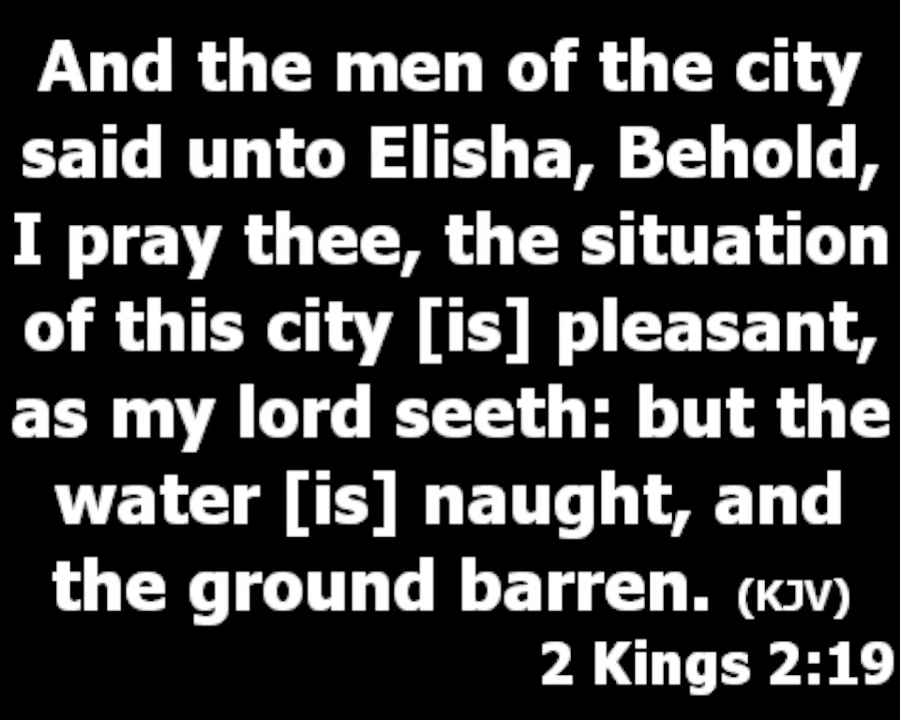 And the men of the city
said unto Elisha, Behold,
I pray thee, the situation
of this city [is] pleasant,
as my lord seeth: but the
water [is] naught, and
the ground barren. (KJV)
2 Kings 2:19